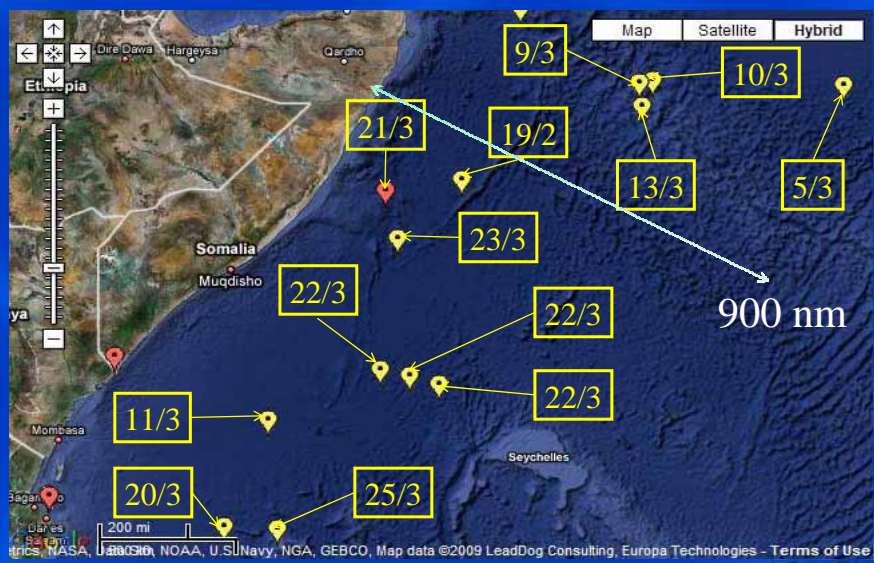 Map Satellite Hybrid
Dire Dawa
Hargeysa
Qardho
9/3
10/3
21/3
19/2
13/3
5/3
Somalia
23/3
Muqdisho
22/3
22/3
900 nm
22/3
11/3
Mombasa
Seychelles
20/3
25/3
200 mi
NOAA, U.S. Navy, NGA, GEBCO, Map data ©2009 LeadDog Consulting, Europa Technologies - Terms of Use